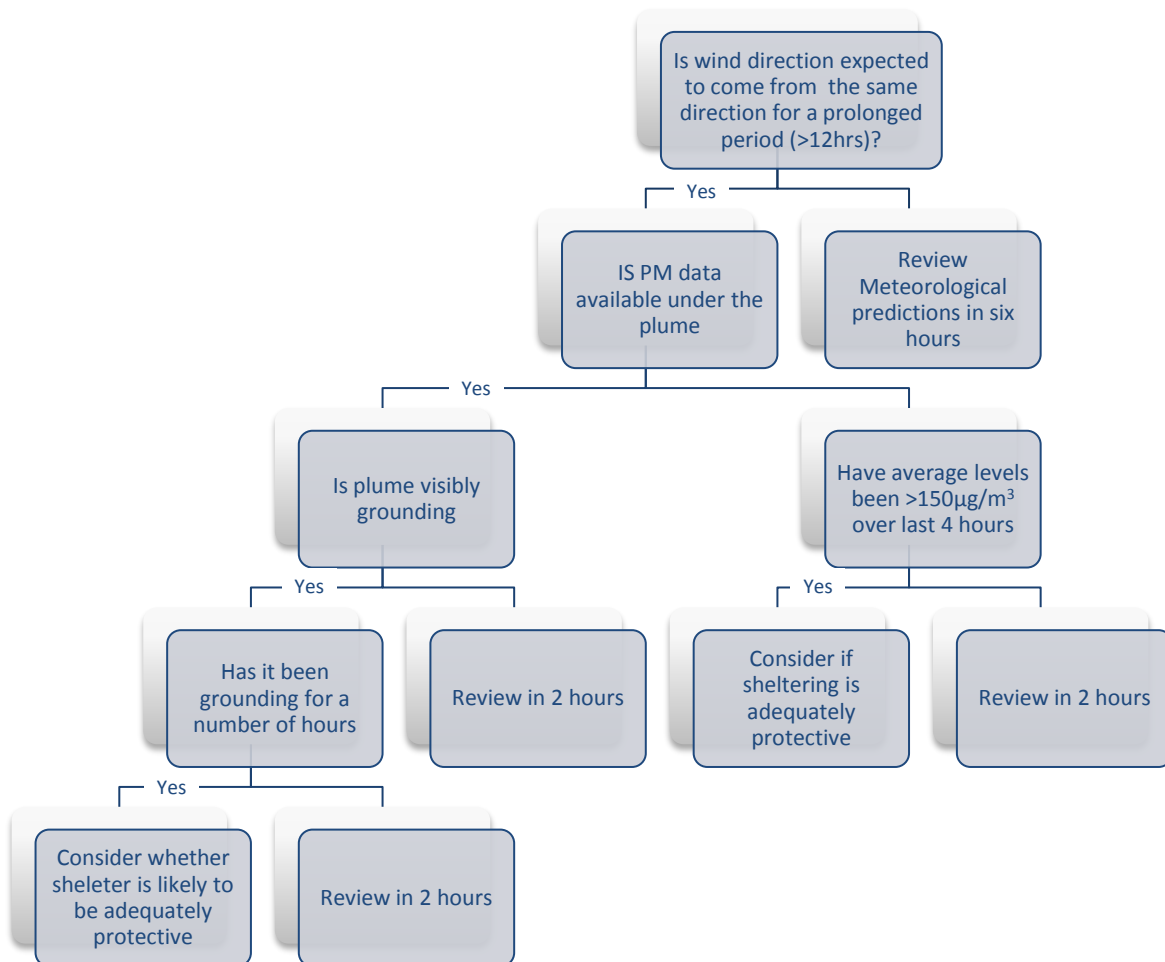 Is wind direction expected
to come from the same
direction for a prolonged
period (>12hrs)?
Yes
IS PM data
available under the
plume
Review
Meteorological
predictions in six
hours
Yes
Is plume visibly
grounding
Have average levels
been >150µg/m³
over last 4 hours
Yes
Yes
Has it been
grounding for a
number of hours
Review in 2 hours
Consider if
sheltering is
adequately
protective
Review in 2 hours
Yes
Consider whether
sheleter is likely to
be adequately
protective
Review in 2 hours